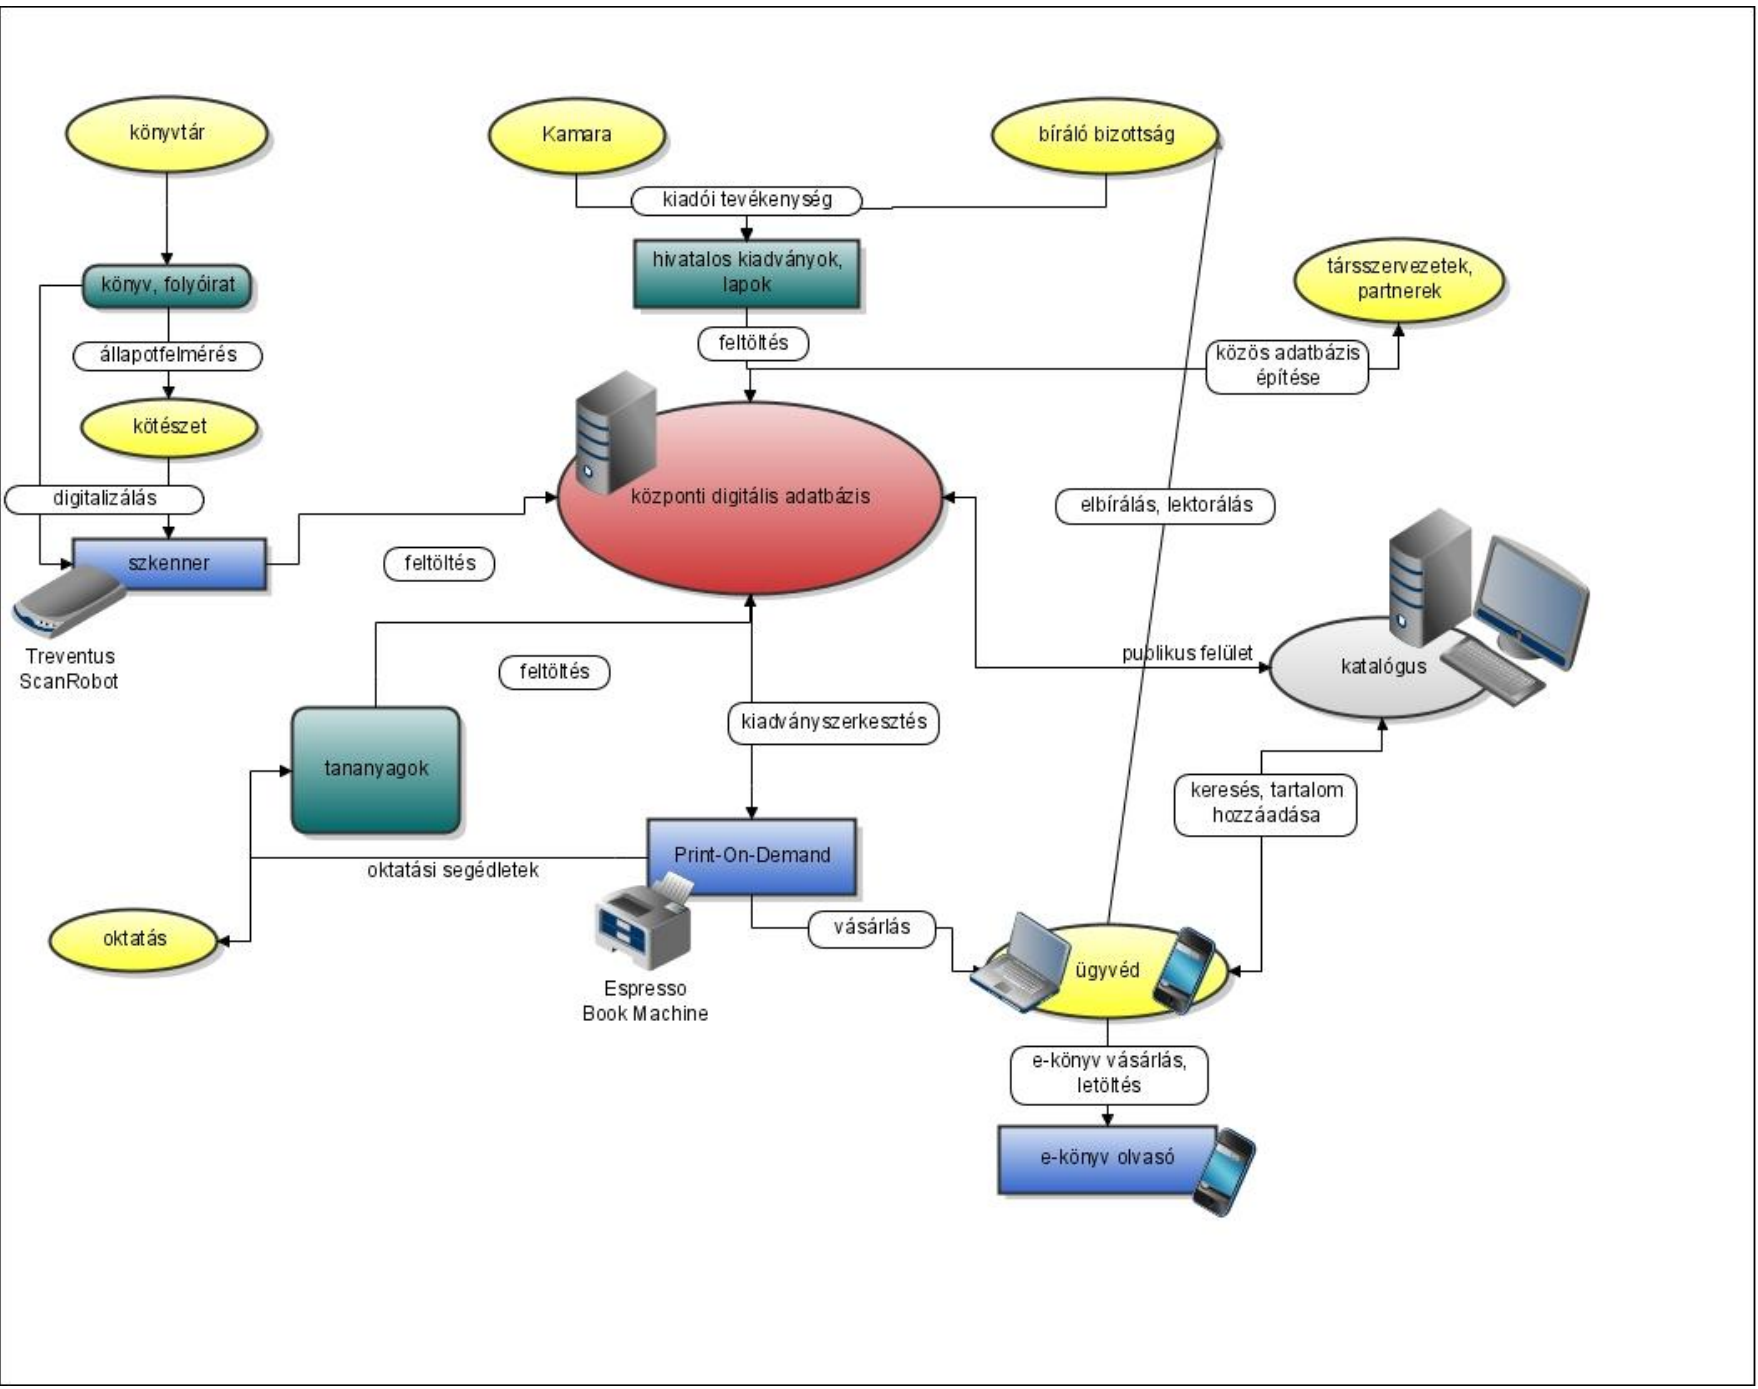 könyvtár
Kamara
bíráló bizottság
kiadói tevékenység
hivatalos kiadványok,
lapok
társszervezetek,
partnerek
könyv, folyóirat
feltöltés
közös adatbázis
építése
állapotfelmérés
kötészet
digitalizálás
központi digitális adatbázis
elbírálás, lektorálás
szkenner
feltöltés
Treventus
ScanRobot
feltöltés
publikus felület
katalógus
kiadványszerkesztés
tananyagok
keresés, tartalom
hozzáadása
Print-On-Demand
oktatási segédletek
oktatás
vásárlás
ügyvéd
Espresso
Book Machine
e-könyv vásárlás,
letöltés
e-könyv olvasó